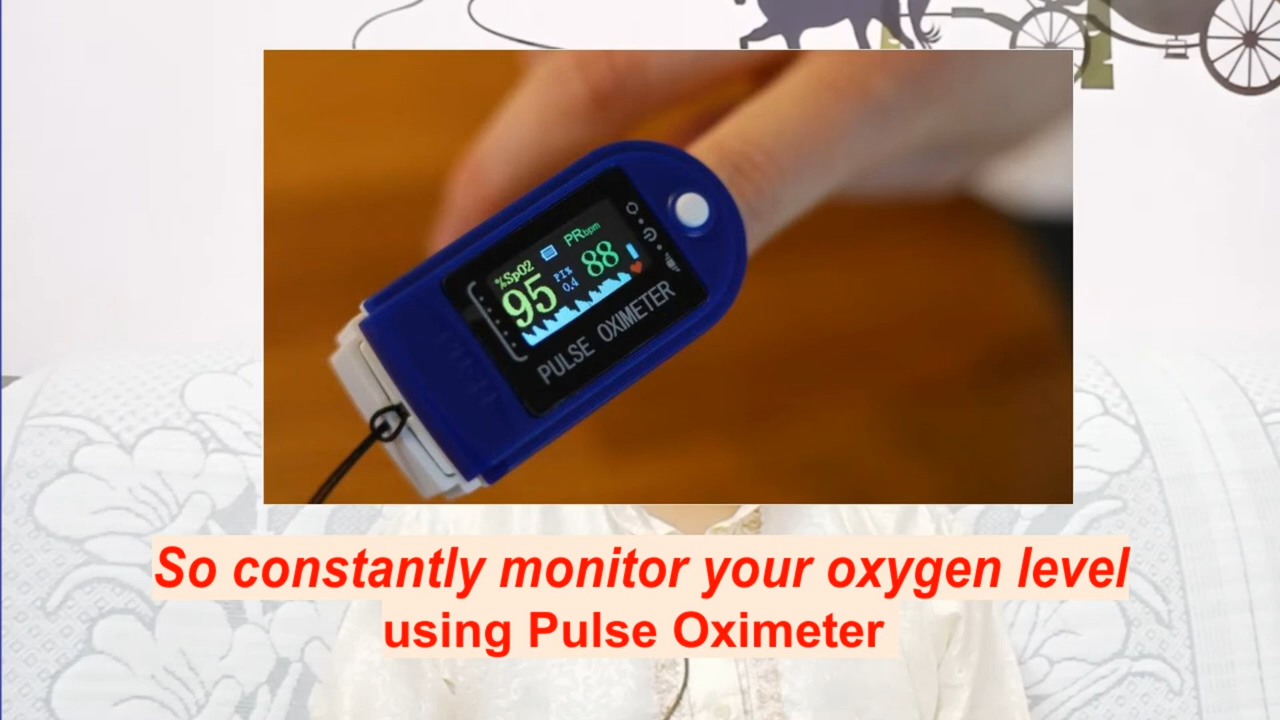 %SpO2
PRbpm
95
PI%
0.4
88
PULSE OXIMETER
So constantly monitor your oxygen level
using Pulse Oximeter